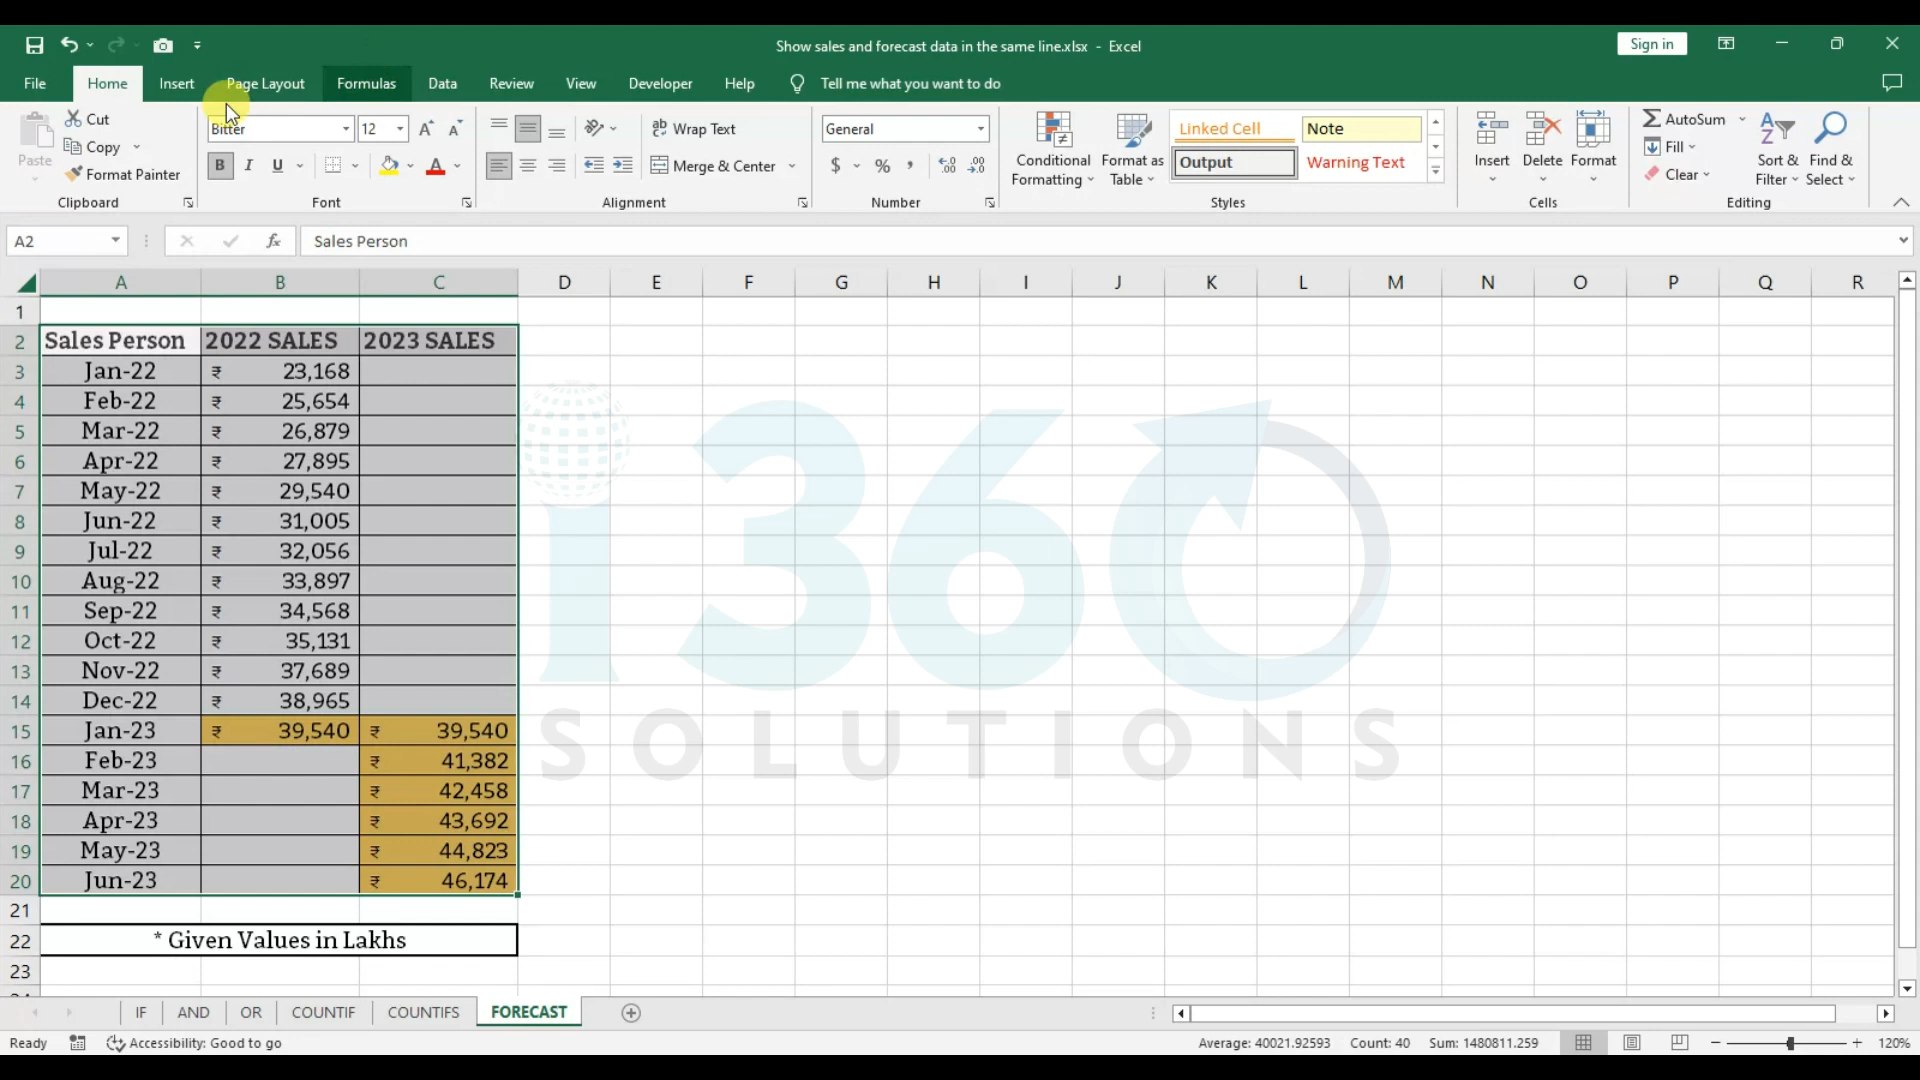 Show sales and forecast data in the same line.xlsx - Excel
Sign in
File Home Insert Page Layout Formulas Data Review View Developer Help Tell me what you want to do
Paste
Cut
Copy
Format Painter
Clipboard
Bitter 12
B I U A
Font
Wrap Text
Merge & Center
Alignment
General
$ % ,
Number
Conditional Formatting
Format as Table
Linked Cell Note
Output Warning Text
Styles
Insert Delete Format
Cells
AutoSum
Fill
Clear
Sort & Filter
Find & Select
Editing
A2 fx Sales Person
A B C D E F G H I J K L M N O P Q R
1
2 Sales Person 2022 SALES 2023 SALES
3 Jan-22 ₹ 23,168
4 Feb-22 ₹ 25,654
5 Mar-22 ₹ 26,879
6 Apr-22 ₹ 27,895
7 May-22 ₹ 29,540
8 Jun-22 ₹ 31,005
9 Jul-22 ₹ 32,056
10 Aug-22 ₹ 33,897
11 Sep-22 ₹ 34,568
12 Oct-22 ₹ 35,131
13 Nov-22 ₹ 37,689
14 Dec-22 ₹ 38,965
15 Jan-23 ₹ 39,540 ₹ 39,540
16 Feb-23 ₹ 41,382
17 Mar-23 ₹ 42,458
18 Apr-23 ₹ 43,692
19 May-23 ₹ 44,823
20 Jun-23 ₹ 46,174
21
22 * Given Values in Lakhs
23
i360
SOLUTIONS
IF AND OR COUNTIF COUNTIFS FORECAST
Ready Accessibility: Good to go Average: 40021.92593 Count: 40 Sum: 1480811.259 120%